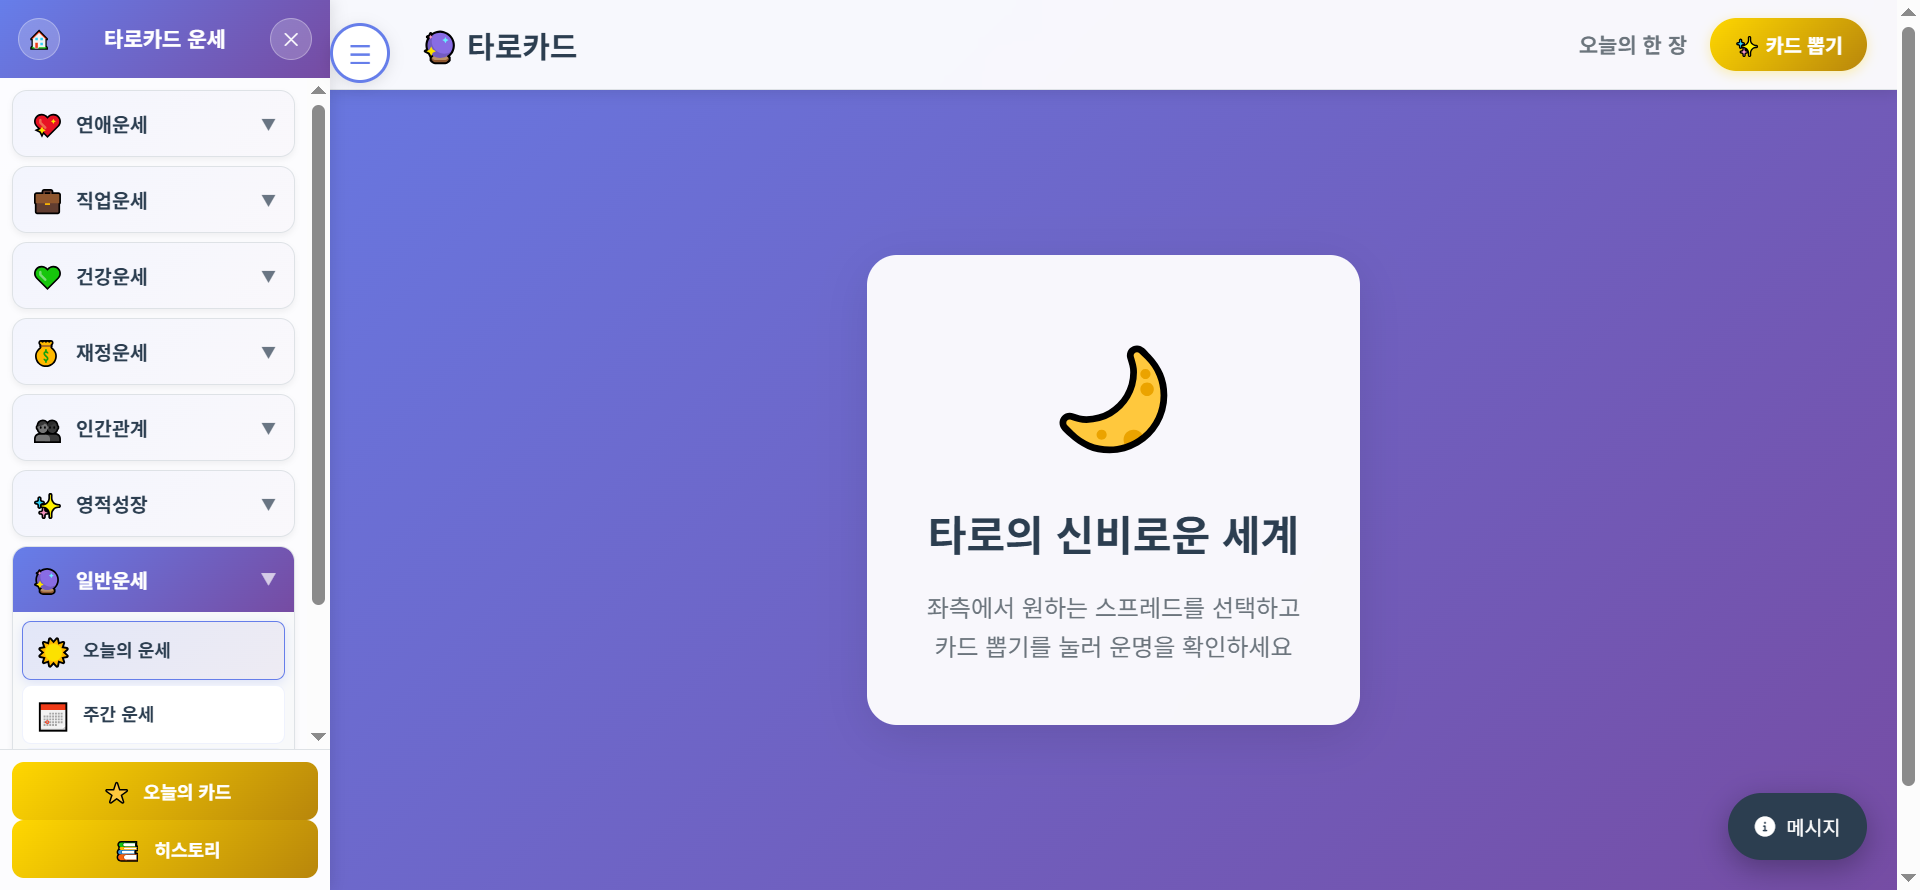 타로카드 운세
연애운세
직업운세
건강운세
재정운세
인간관계
영적성장
일반운세
오늘의 운세
주간 운세
오늘의 카드
히스토리
타로카드
오늘의 한 장
카드 뽑기
타로의 신비로운 세계
좌측에서 원하는 스프레드를 선택하고
카드 뽑기를 눌러 운명을 확인하세요
메시지